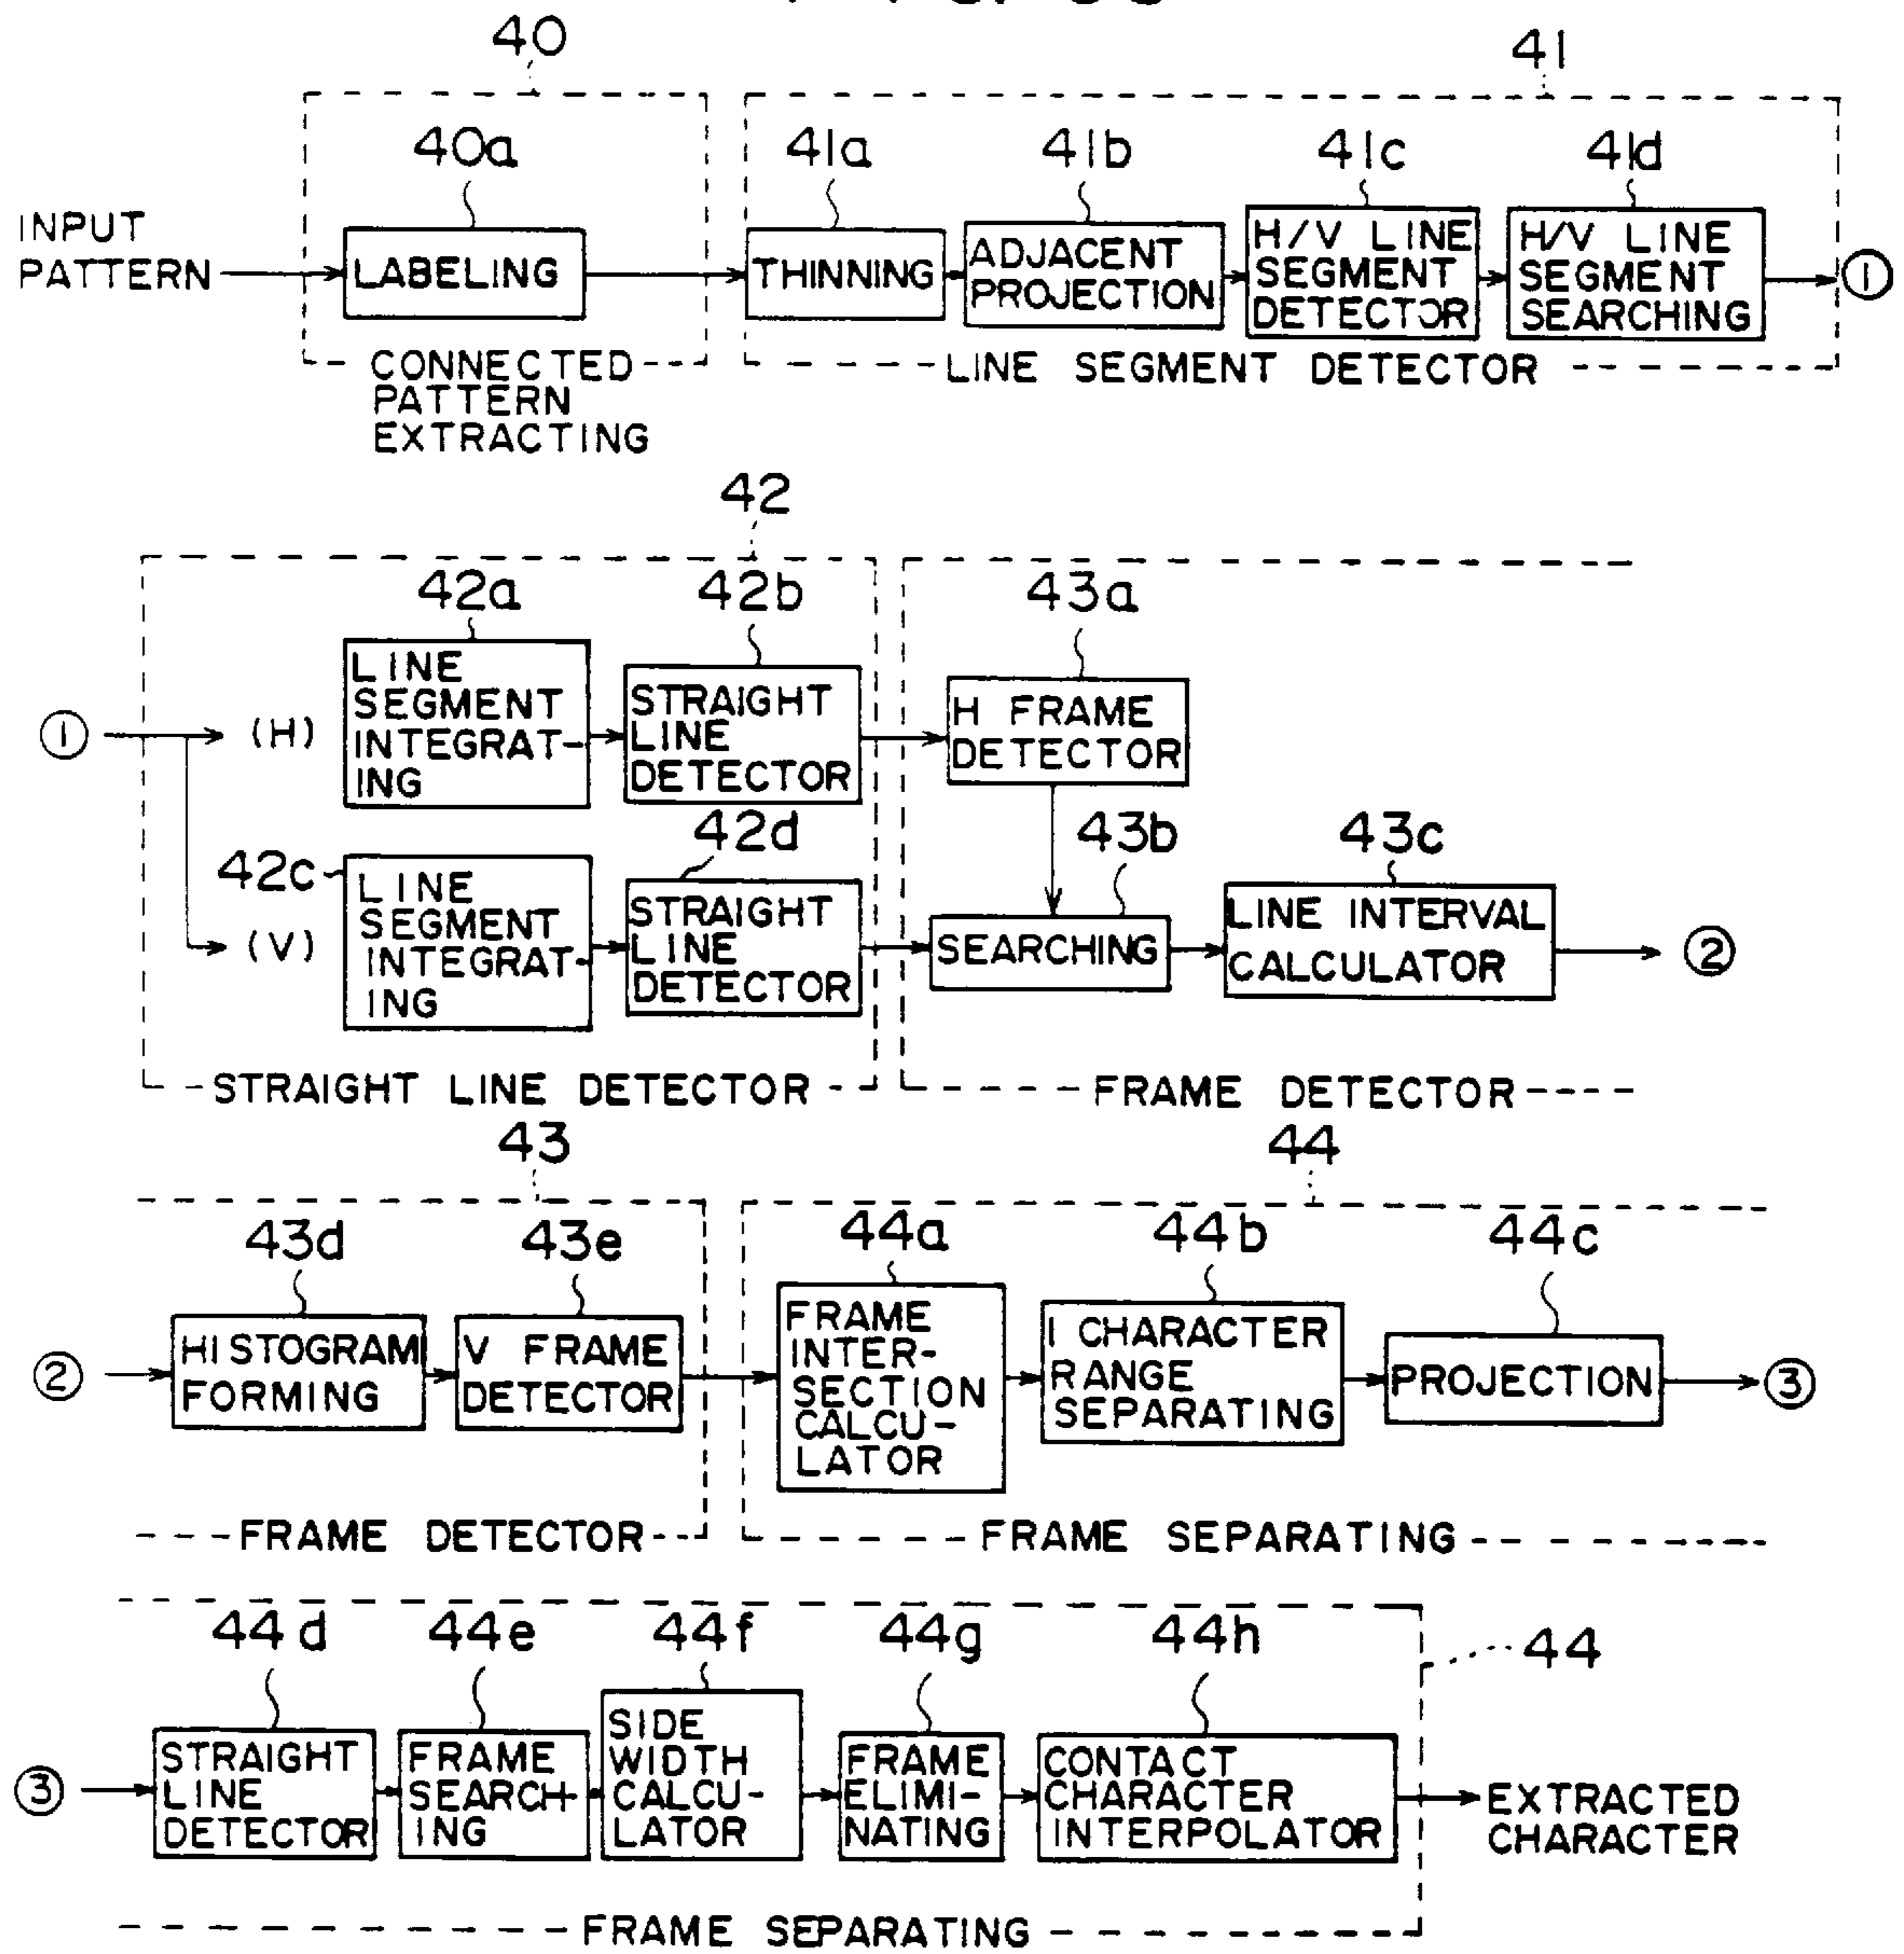 40
41
40a
41a
41b
41c
41d
INPUT
PATTERN
LABELING
THINNING
ADJACENT
PROJECTION
H/V LINE
SEGMENT
DETECTOR
H/V LINE
SEGMENT
SEARCHING
①
CONNECTED
PATTERN
EXTRACTING
LINE SEGMENT DETECTOR
42
42a
42b
43a
①
(H)
LINE
SEGMENT
INTEGRAT-
ING
STRAIGHT
LINE
DETECTOR
H FRAME
DETECTOR
42c
42d
43b
43c
(V)
LINE
SEGMENT
INTEGRAT-
ING
STRAIGHT
LINE
DETECTOR
SEARCHING
LINE INTERVAL
CALCULATOR
②
STRAIGHT LINE DETECTOR
FRAME DETECTOR
43
44
43d
43e
44a
44b
44c
②
HISTOGRAM
FORMING
V FRAME
DETECTOR
FRAME
INTER-
SECTION
CALCU-
LATOR
1 CHARACTER
RANGE
SEPARATING
PROJECTION
③
FRAME DETECTOR
FRAME SEPARATING
44d
44e
44f
44g
44h
44
③
STRAIGHT
LINE
DETECTOR
FRAME
SEARCH-
ING
SIDE
WIDTH
CALCU-
LATOR
FRAME
ELIMI-
NATING
CONTACT
CHARACTER
INTERPOLATOR
EXTRACTED
CHARACTER
FRAME SEPARATING